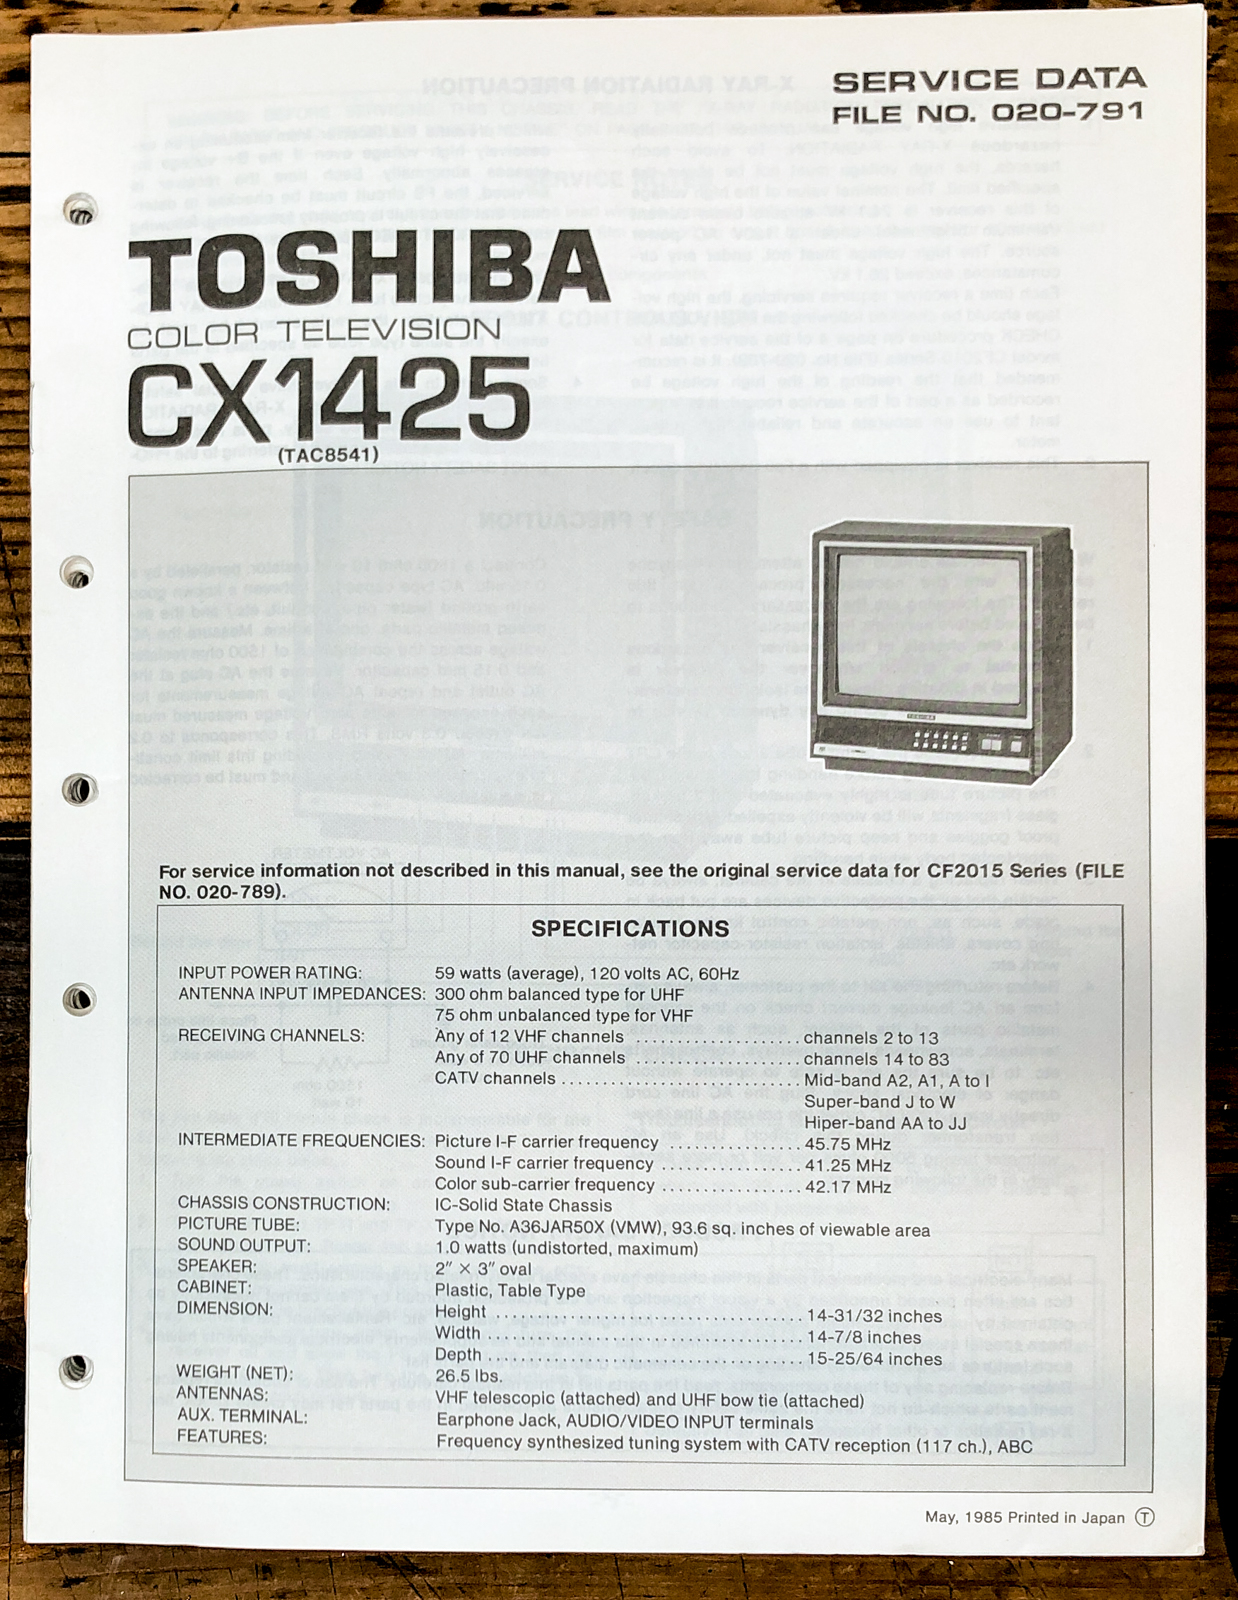 SERVICE DATA
FILE NO. 020-791
TOSHIBA
COLOR TELEVISION
CX1425
(TAC8541)
TOSHIBA
For service information not described in this manual, see the original service data for CF2015 Series (FILE
NO. 020-789).
SPECIFICATIONS
INPUT POWER RATING: 59 watts (average), 120 volts AC, 60Hz
ANTENNA INPUT IMPEDANCES: 300 ohm balanced type for UHF
75 ohm unbalanced type for VHF
RECEIVING CHANNELS: Any of 12 VHF channels ................... channels 2 to 13
Any of 70 UHF channels ................... channels 14 to 83
CATV channels ........................... Mid-band A2, A1, A to I
Super-band J to W
Hiper-band AA to JJ
INTERMEDIATE FREQUENCIES: Picture I-F carrier frequency ................ 45.75 MHz
Sound I-F carrier frequency ................. 41.25 MHz
Color sub-carrier frequency ................. 42.17 MHz
CHASSIS CONSTRUCTION: IC-Solid State Chassis
PICTURE TUBE: Type No. A36JAR50X (VMW), 93.6 sq. inches of viewable area
SOUND OUTPUT: 1.0 watts (undistorted, maximum)
SPEAKER: 2″ × 3″ oval
CABINET: Plastic, Table Type
DIMENSION: Height .................................... 14-31/32 inches
Width .................................... 14-7/8 inches
Depth .................................... 15-25/64 inches
WEIGHT (NET): 26.5 lbs.
ANTENNAS: VHF telescopic (attached) and UHF bow tie (attached)
AUX. TERMINAL: Earphone Jack, AUDIO/VIDEO INPUT terminals
FEATURES: Frequency synthesized tuning system with CATV reception (117 ch.), ABC
May, 1985 Printed in Japan Ⓣ